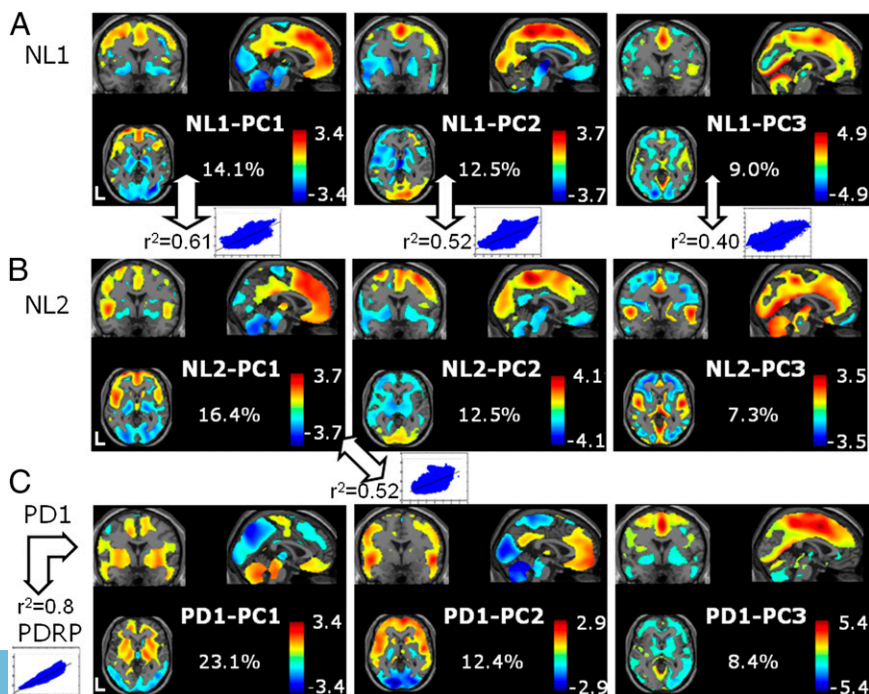 A
NL1
NL1-PC1
14.1%
3.4
-3.4
L
NL1-PC2
12.5%
3.7
-3.7
NL1-PC3
9.0%
4.9
-4.9
r²=0.61
r²=0.52
r²=0.40
B
NL2
NL2-PC1
16.4%
3.7
-3.7
L
NL2-PC2
12.5%
4.1
-4.1
NL2-PC3
7.3%
3.5
-3.5
r²=0.52
C
PD1
r²=0.8
PDRP
PD1-PC1
23.1%
3.4
-3.4
L
PD1-PC2
12.4%
2.9
-2.9
PD1-PC3
8.4%
5.4
-5.4